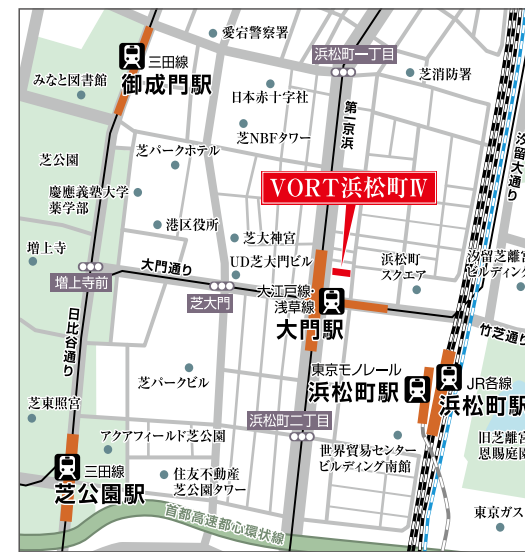 愛宕警察署
浜松町一丁目
三田線
御成門駅
芝消防署
みなと図書館
日本赤十字社
第一京浜
汐留大通り
芝NBFタワー
芝公園
芝パークホテル
VORT浜松町Ⅳ
慶應義塾大学
薬学部
港区役所
芝大神宮
増上寺
大門通り
UD芝大門ビル
浜松町
スクエア
汐留芝離宮
ビルディング
増上寺前
芝大門
大江戸線・
浅草線
大門駅
竹芝通り
日比谷通り
東京モノレール
浜松町駅
JR各線
浜松町駅
芝パークビル
芝東照宮
浜松町二丁目
アクアフィールド芝公園
世界貿易センター
ビルディング南館
旧芝離宮
恩賜庭園
三田線
芝公園駅
住友不動産
芝公園タワー
首都高速都心環状線
東京ガス